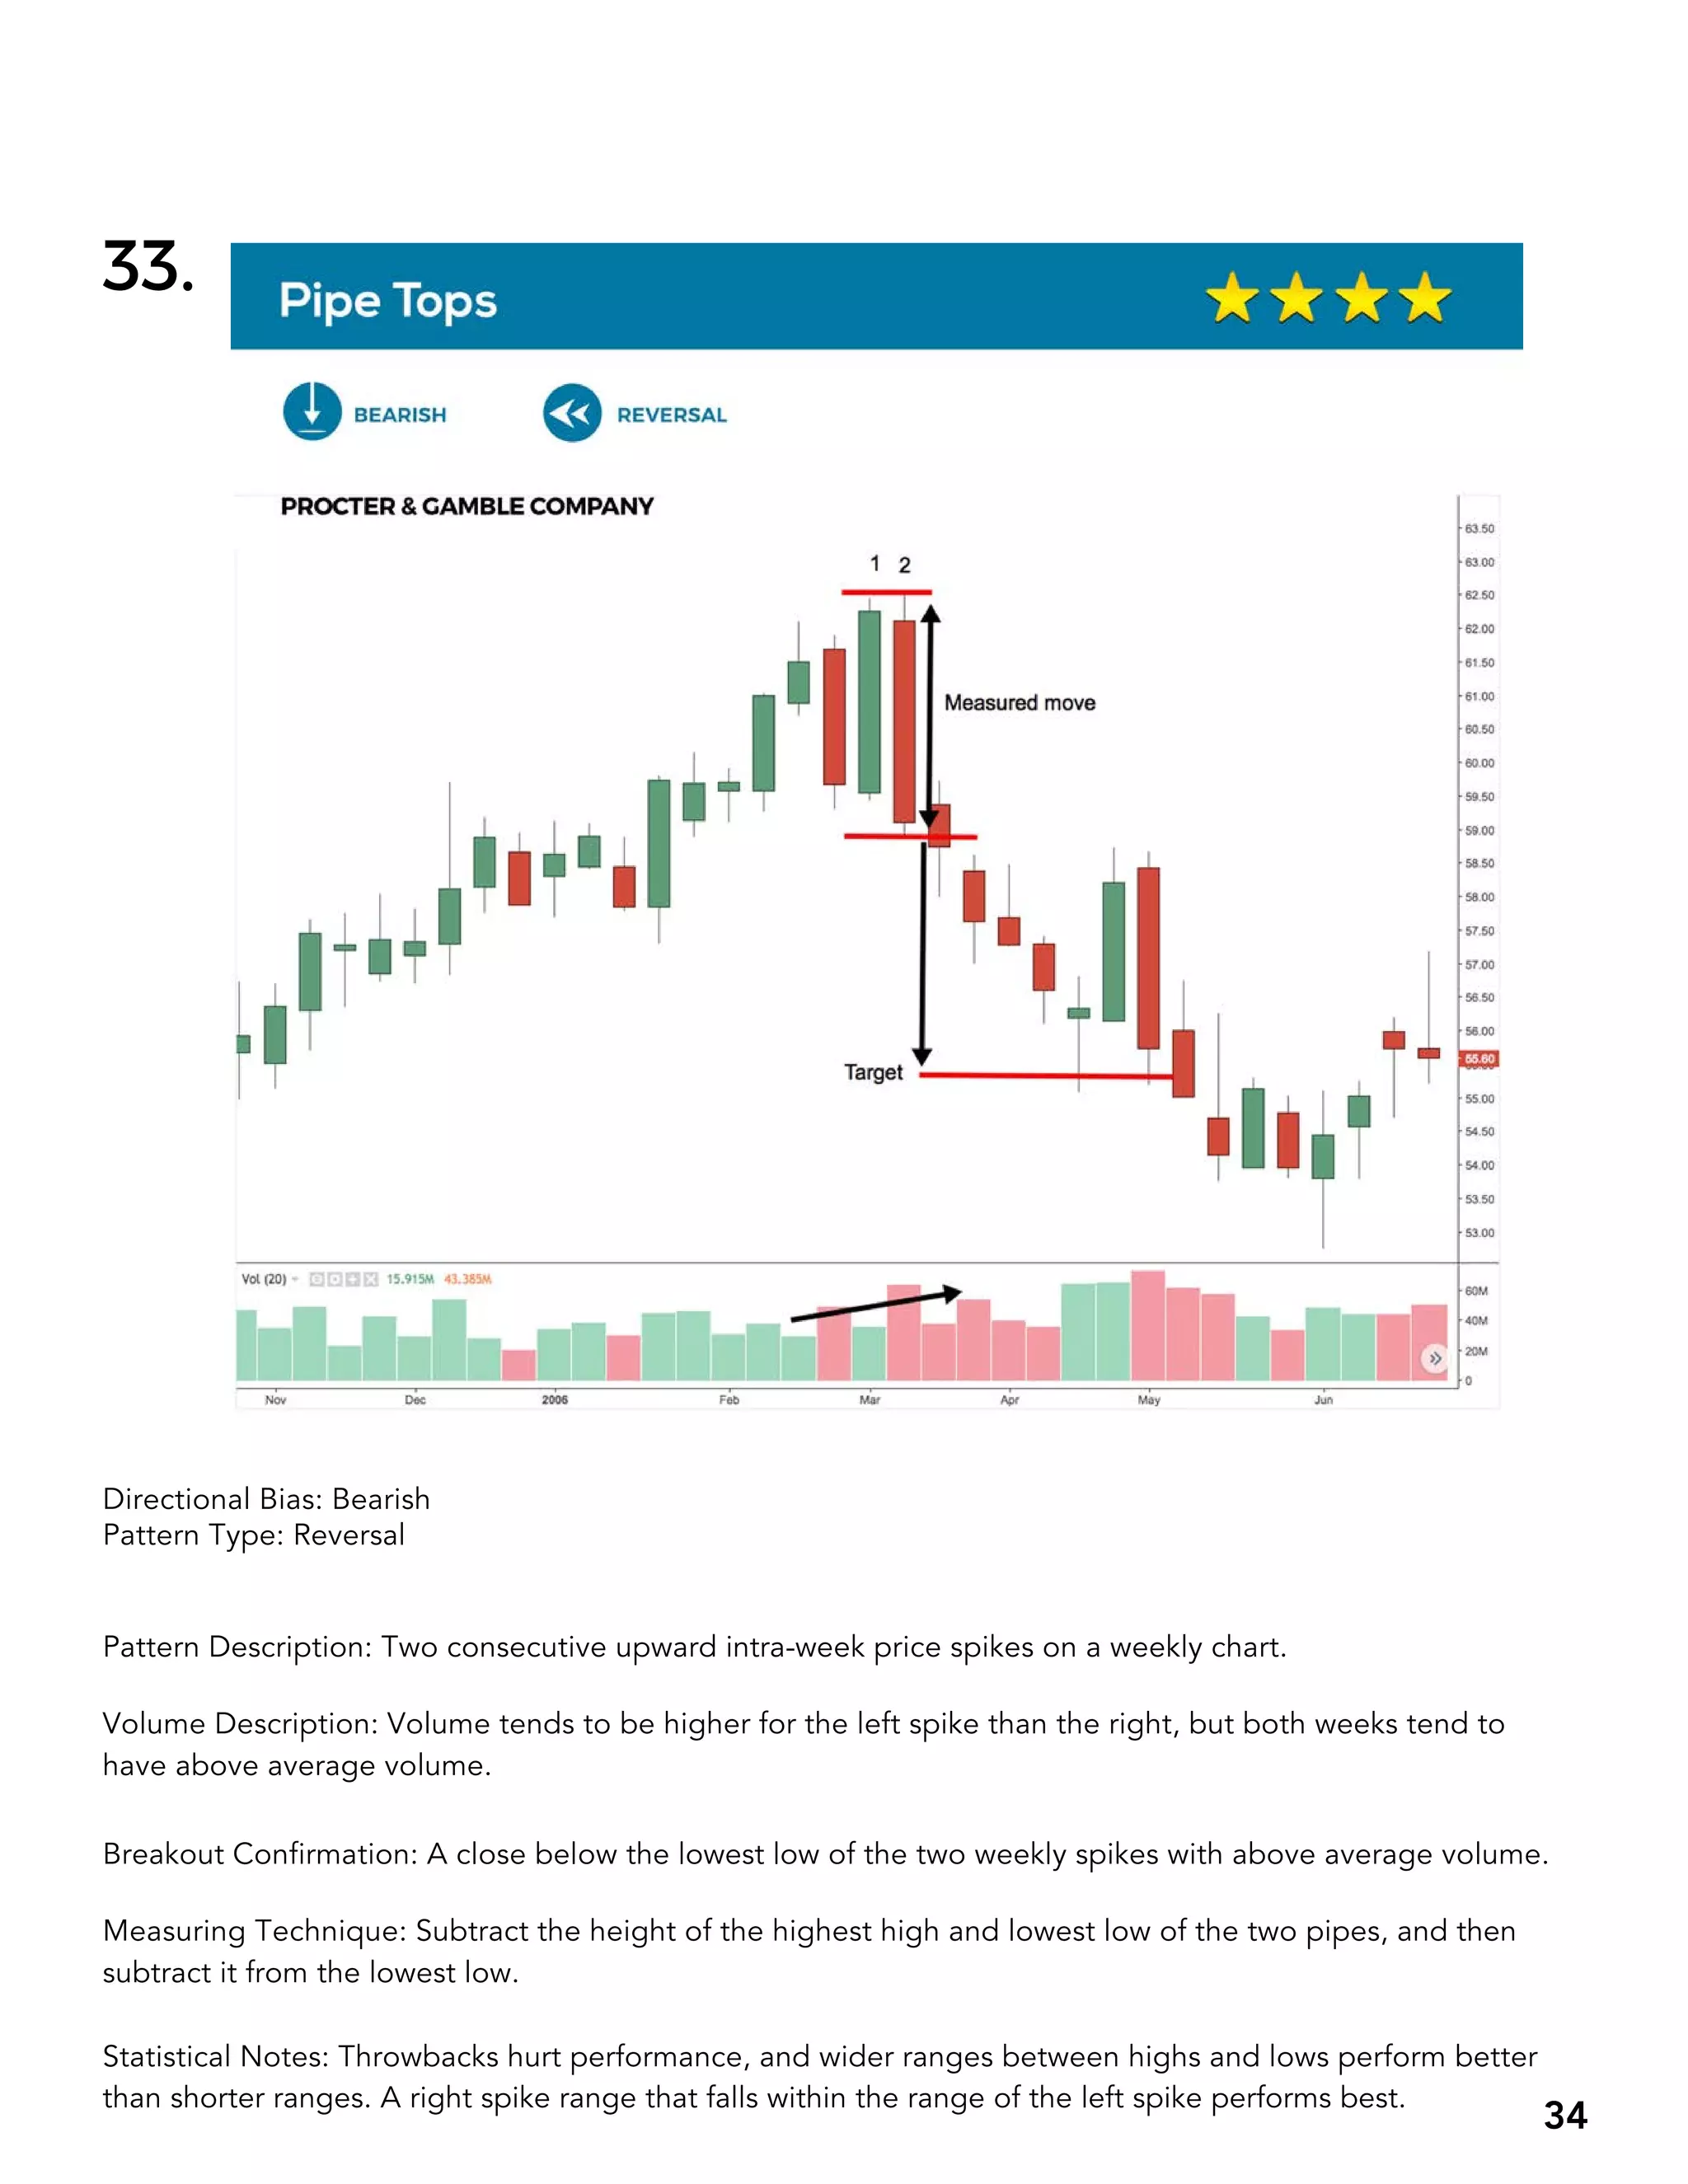 33.
Pipe Tops
BEARISH
REVERSAL
PROCTER & GAMBLE COMPANY
63.50
1 2
63.00
62.50
62.00
61.50
Measured move
61.00
60.50
60.00
59.50
59.00
58.50
58.00
57.50
57.00
56.50
56.00
55.60
Target
55.00
54.50
54.00
53.50
53.00
Vol (20) 15.915M 43.385M
60M
40M
20M
0
Nov Dec 2006 Feb Mar Apr May Jun
Directional Bias: Bearish
Pattern Type: Reversal
Pattern Description: Two consecutive upward intra-week price spikes on a weekly chart.
Volume Description: Volume tends to be higher for the left spike than the right, but both weeks tend to
have above average volume.
Breakout Confirmation: A close below the lowest low of the two weekly spikes with above average volume.
Measuring Technique: Subtract the height of the highest high and lowest low of the two pipes, and then
subtract it from the lowest low.
Statistical Notes: Throwbacks hurt performance, and wider ranges between highs and lows perform better
than shorter ranges. A right spike range that falls within the range of the left spike performs best.
34